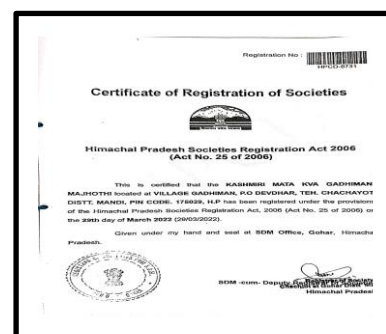 Registration No :
HPCD-8731
Certificate of Registration of Societies
Himachal Pradesh Societies Registration Act 2006
(Act No. 25 of 2006)
This is certified that the KASHMIRI MATA KVA GADHIMAN
MAJHOTHI located at VILLAGE GADHIMAN, P.O DEVDHAR, TEH. CHACHAYOT
DISTT. MANDI, PIN CODE. 175029, H.P has been registered under the provision
of the Himachal Pradesh Societies Registration Act, 2006 (Act No. 25 of 2006) on
the 29th day of March 2022 (29/03/2022).
Given under my hand and seal at SDM Office, Gohar, Himacha
Pradesh.
SDM -com- Deputy
Himachal Prades